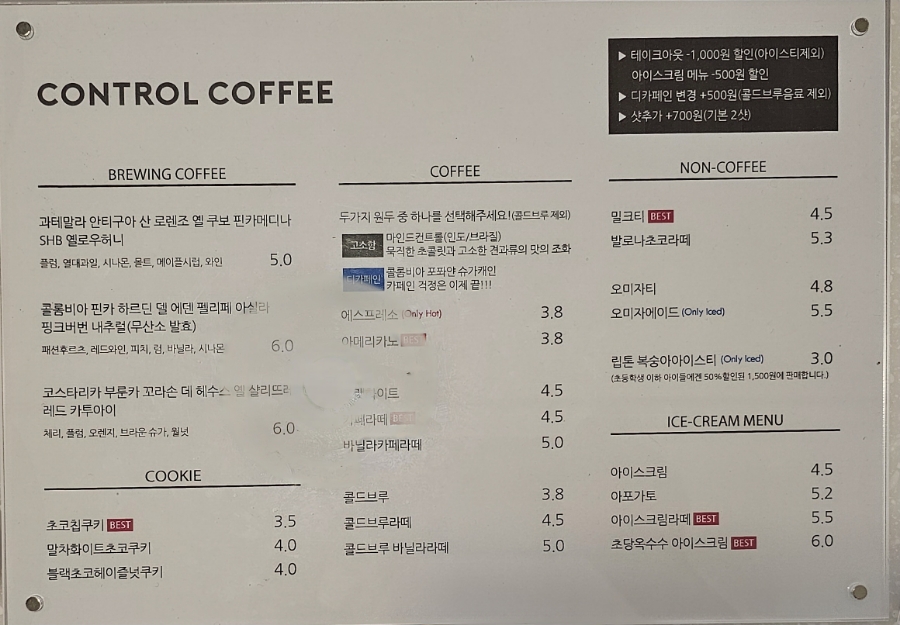 CONTROL COFFEE
▶ 테이크아웃 -1,000원 할인(아이스티제외)
아이스크림 메뉴 -500원 할인
▶ 디카페인 변경 +500원(콜드브루음료 제외)
▶ 샷추가 +700원(기본 2샷)
BREWING COFFEE
과테말라 안티구아 산 로렌조 엘 쿠보 핀카메디나
SHB 옐로우허니
플럼, 열대과일, 시나몬, 몰트, 메이플시럽, 와인 5.0
콜롬비아 핀카 하르딘 델 에덴 펠리페 아실라
핑크버번 내추럴(무산소 발효)
패션후르츠, 레드와인, 피치, 럼, 바닐라, 시나몬 6.0
코스타리카 부룬카 꼬라손 데 헤수스 엘 샬리뜨레
레드 카투아이
체리, 플럼, 오렌지, 브라운 슈가, 월넛 6.0
COOKIE
초코칩쿠키 BEST 3.5
말차화이트초코쿠키 4.0
블랙초코헤이즐넛쿠키 4.0
COFFEE
두가지 원두 중 하나를 선택해주세요!(콜드브루 제외)
고소함 마인드컨트롤(인도/브라질)
묵직한 초콜릿과 고소한 견과류의 맛의 조화
디카페인 콜롬비아 포파얀 슈가케인
카페인 걱정은 이제 끝!!!
에스프레소 (Only Hot) 3.8
아메리카노 BEST 3.8
이트 4.5
카페라떼 BEST 4.5
바닐라카페라떼 5.0
콜드브루 3.8
콜드브루라떼 4.5
콜드브루 바닐라라떼 5.0
NON-COFFEE
밀크티 BEST 4.5
발로나초코라떼 5.3
오미자티 4.8
오미자에이드 (Only Iced) 5.5
립톤 복숭아아이스티 (Only Iced) 3.0
(초등학생 이하 아이들에겐 50%할인된 1,500원에 판매합니다.)
ICE-CREAM MENU
아이스크림 4.5
아포가토 5.2
아이스크림라떼 BEST 5.5
초당옥수수 아이스크림 BEST 6.0